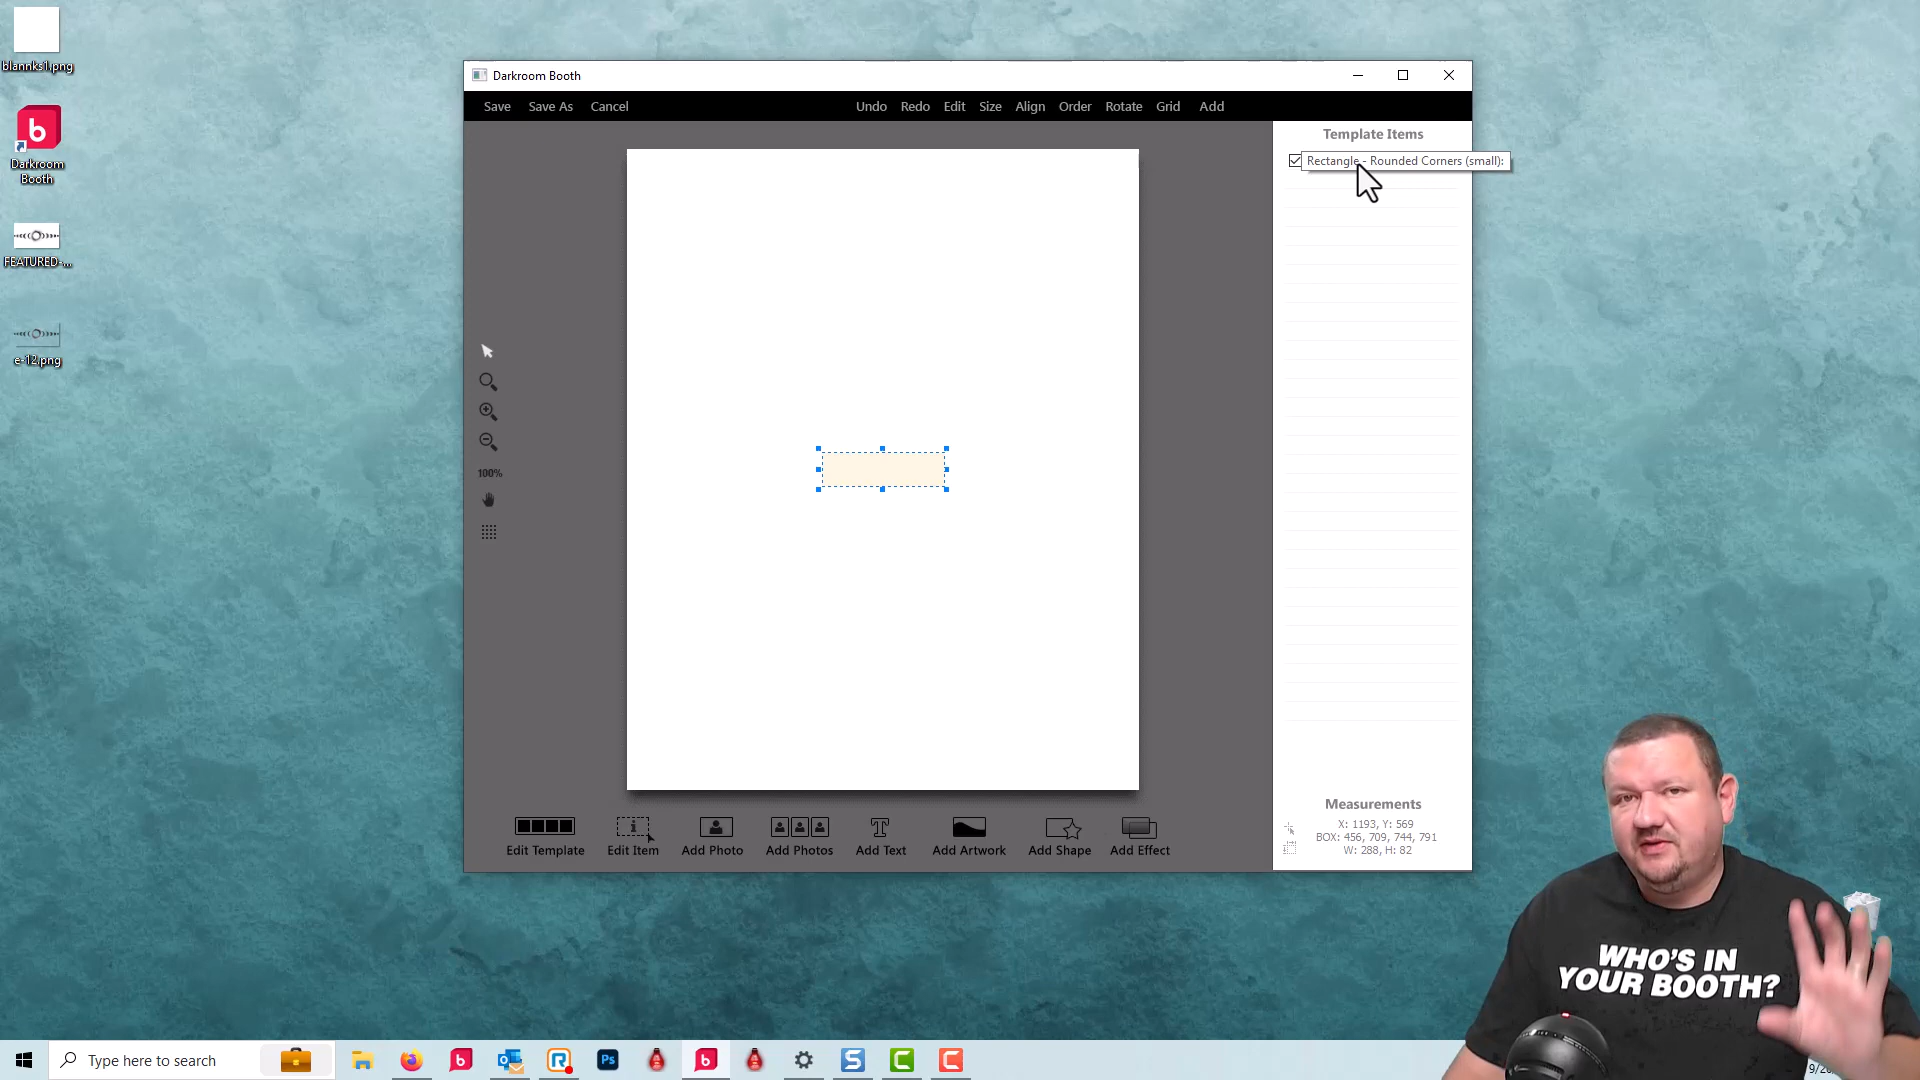 blannks1.png
Darkroom
Booth
FEATURED-...
e-12.png
Darkroom Booth
Save Save As Cancel Undo Redo Edit Size Align Order Rotate Grid Add
Template Items
Rectangle - Rounded Corners (small):
100%
Edit Template Edit Item Add Photo Add Photos Add Text Add Artwork Add Shape Add Effect
Measurements
X: 1193, Y: 569
BOX: 456, 709, 744, 791
W: 288, H: 82
WHO'S IN
YOUR BOOTH?
Type here to search
Ps